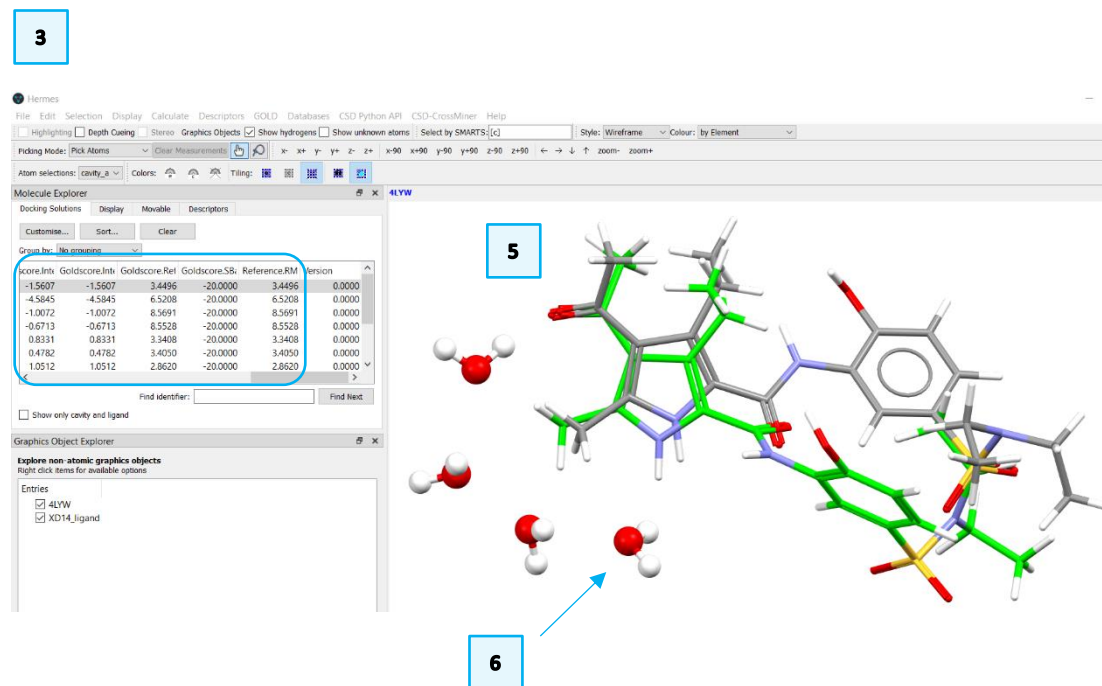 3
Hermes
File Edit Selection Display Calculate Descriptors GOLD Databases CSD Python API CSD-CrossMiner Help
Highlighting Depth Cueing Stereo Graphics Objects Show hydrogens Show unknown atoms Select by SMARTS: [c] Style: Wireframe Colour: by Element
Picking Mode: Pick Atoms Clear Measurements x- x+ y- y+ z- z+ x-90 x+90 y-90 y+90 z-90 z+90 ← → ↓ ↑ zoom- zoom+
Atom selections: cavity_a Colors: Tiling:
Molecule Explorer 4LYW
Docking Solutions Display Movable Descriptors
Customise... Sort... Clear
Group by: No grouping
score.Inte Goldscore.Inte Goldscore.Ref Goldscore.SBa Reference.RM Version
-1.5607 -1.5607 3.4496 -20.0000 3.4496 0.0000
-4.5845 -4.5845 6.5208 -20.0000 6.5208 0.0000
-1.0072 -1.0072 8.5691 -20.0000 8.5691 0.0000
-0.6713 -0.6713 8.5528 -20.0000 8.5528 0.0000
0.8331 0.8331 3.3408 -20.0000 3.3408 0.0000
0.4782 0.4782 3.4050 -20.0000 3.4050 0.0000
1.0512 1.0512 2.8620 -20.0000 2.8620 0.0000
Find identifier: Find Next
Show only cavity and ligand
Graphics Object Explorer
Explore non-atomic graphics objects
Right click items for available options
Entries
4LYW
XD14_ligand
5
6